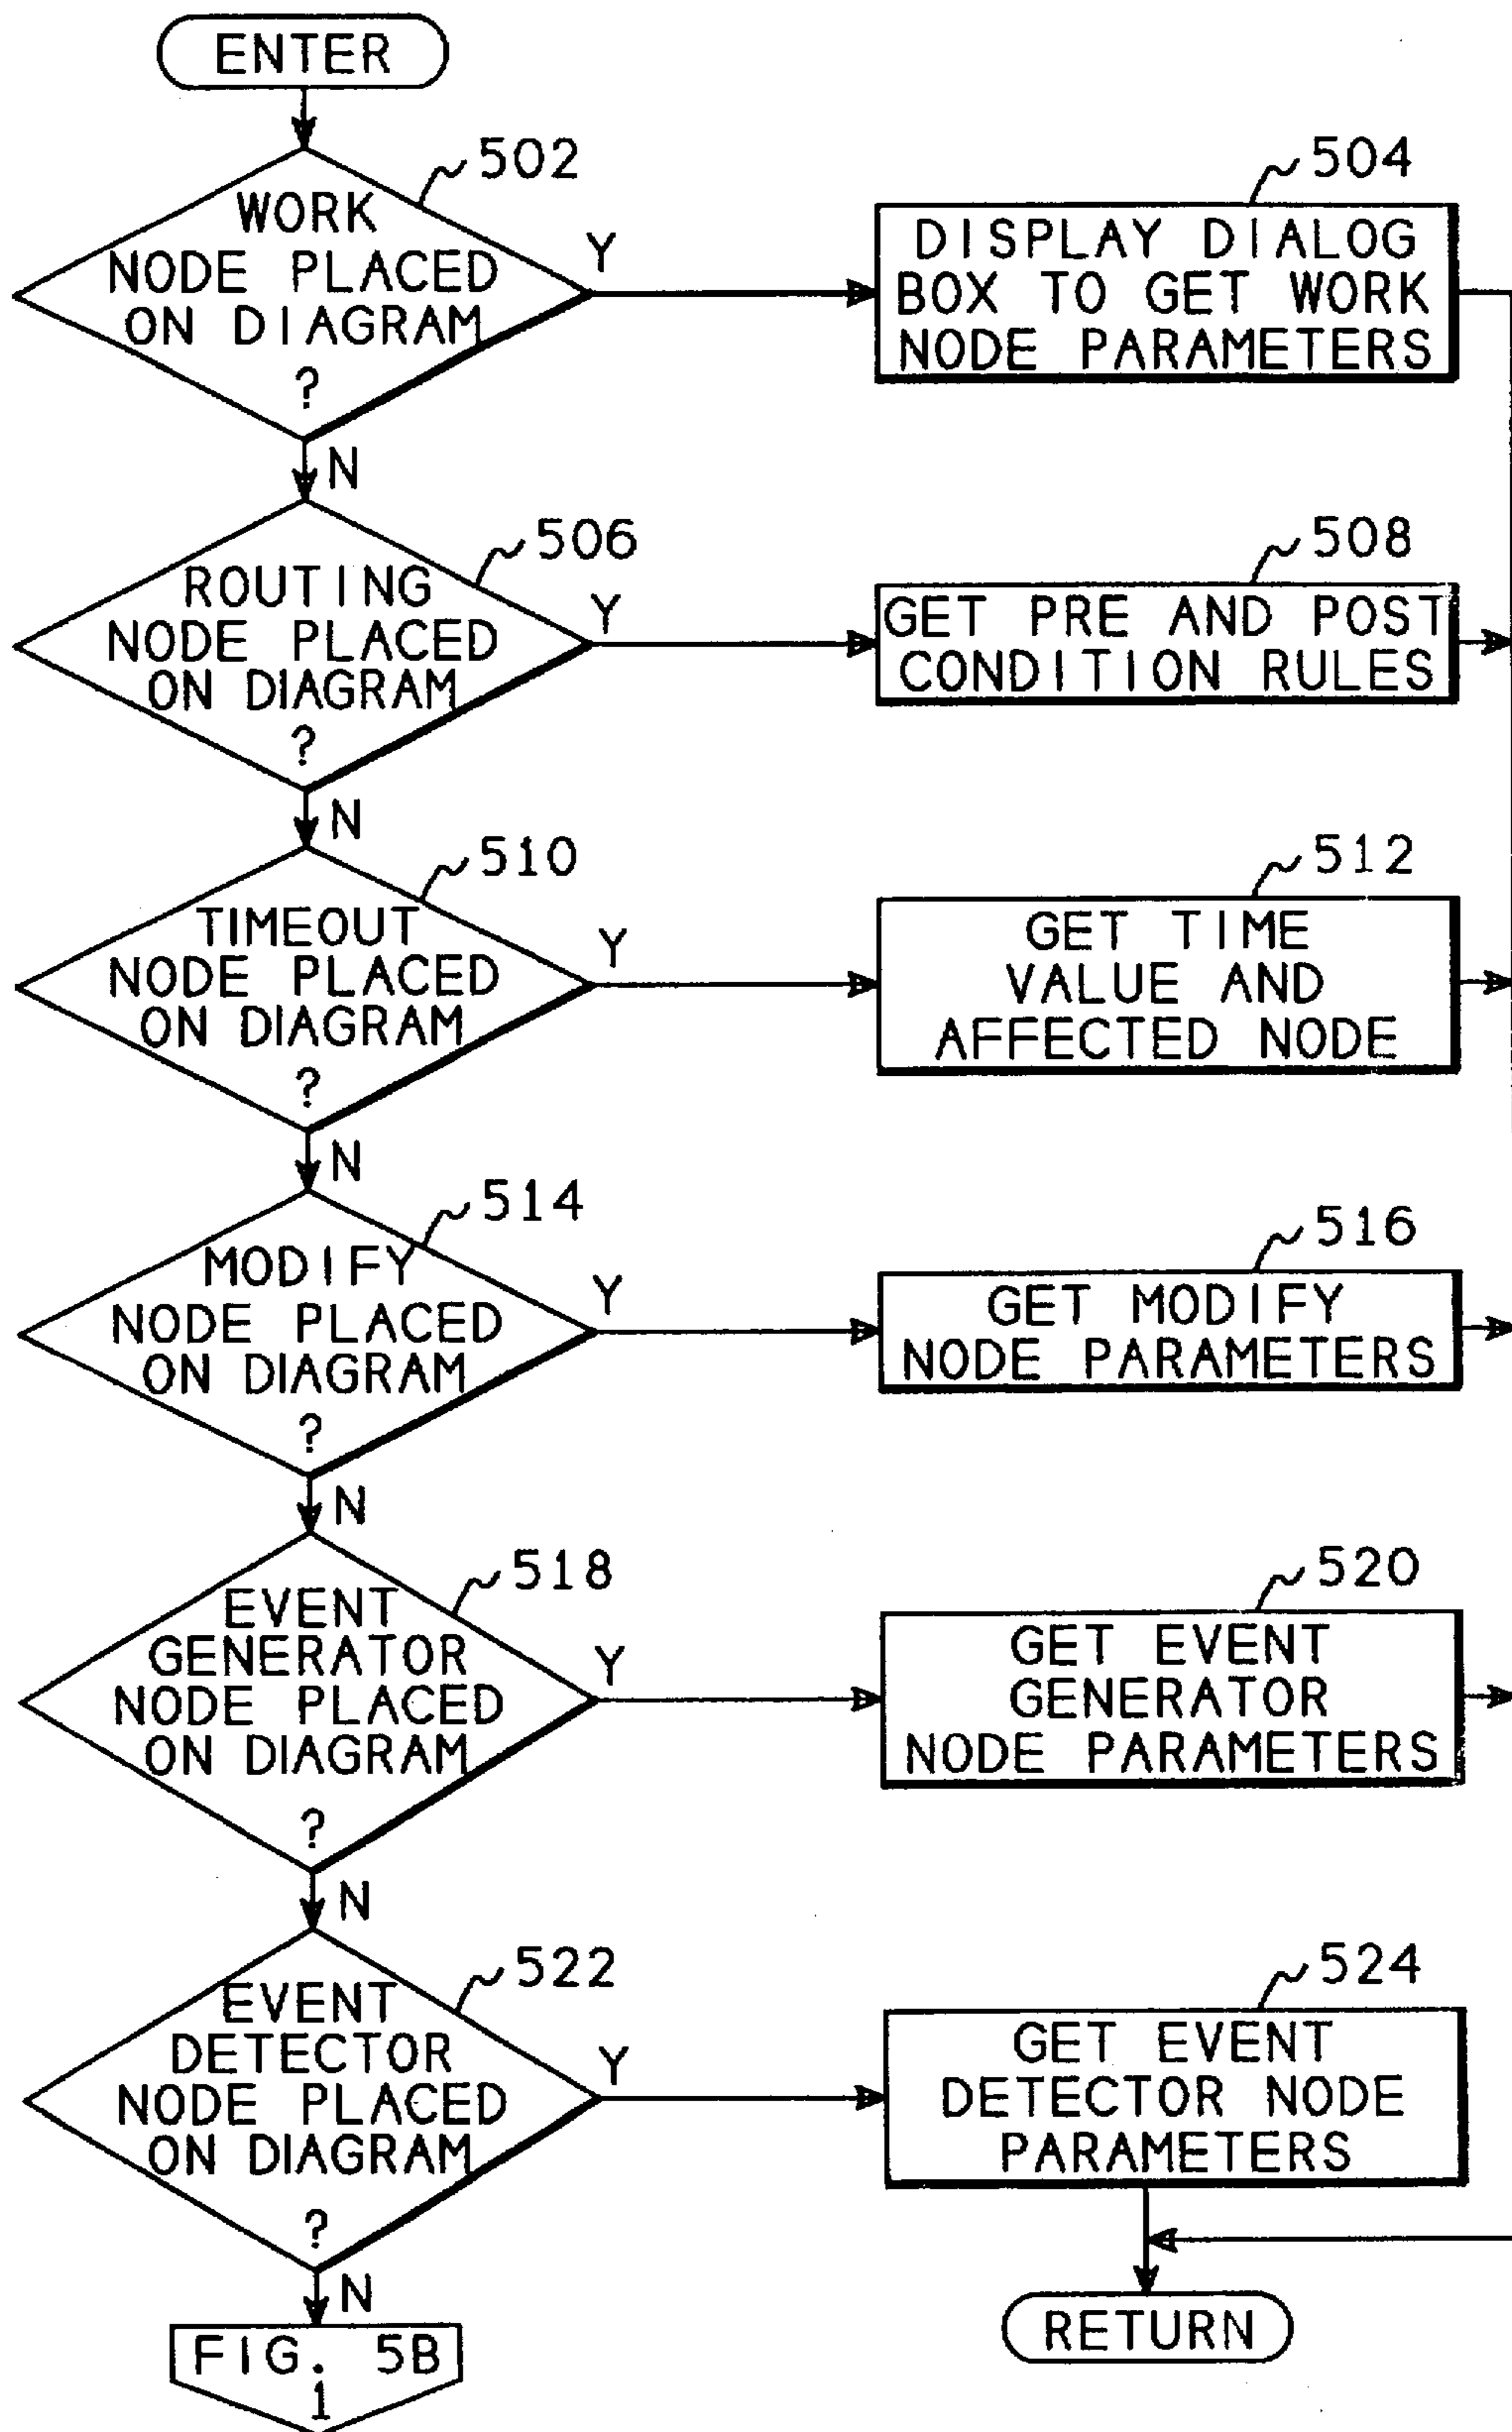 ENTER
502
WORK
NODE PLACED
ON DIAGRAM
?
Y
N
504
DISPLAY DIALOG
BOX TO GET WORK
NODE PARAMETERS
506
ROUTING
NODE PLACED
ON DIAGRAM
?
Y
N
508
GET PRE AND POST
CONDITION RULES
510
TIMEOUT
NODE PLACED
ON DIAGRAM
?
Y
N
512
GET TIME
VALUE AND
AFFECTED NODE
514
MODIFY
NODE PLACED
ON DIAGRAM
?
Y
N
516
GET MODIFY
NODE PARAMETERS
518
EVENT
GENERATOR
NODE PLACED
ON DIAGRAM
?
Y
N
520
GET EVENT
GENERATOR
NODE PARAMETERS
522
EVENT
DETECTOR
NODE PLACED
ON DIAGRAM
?
Y
N
524
GET EVENT
DETECTOR NODE
PARAMETERS
RETURN
FIG. 5B
1